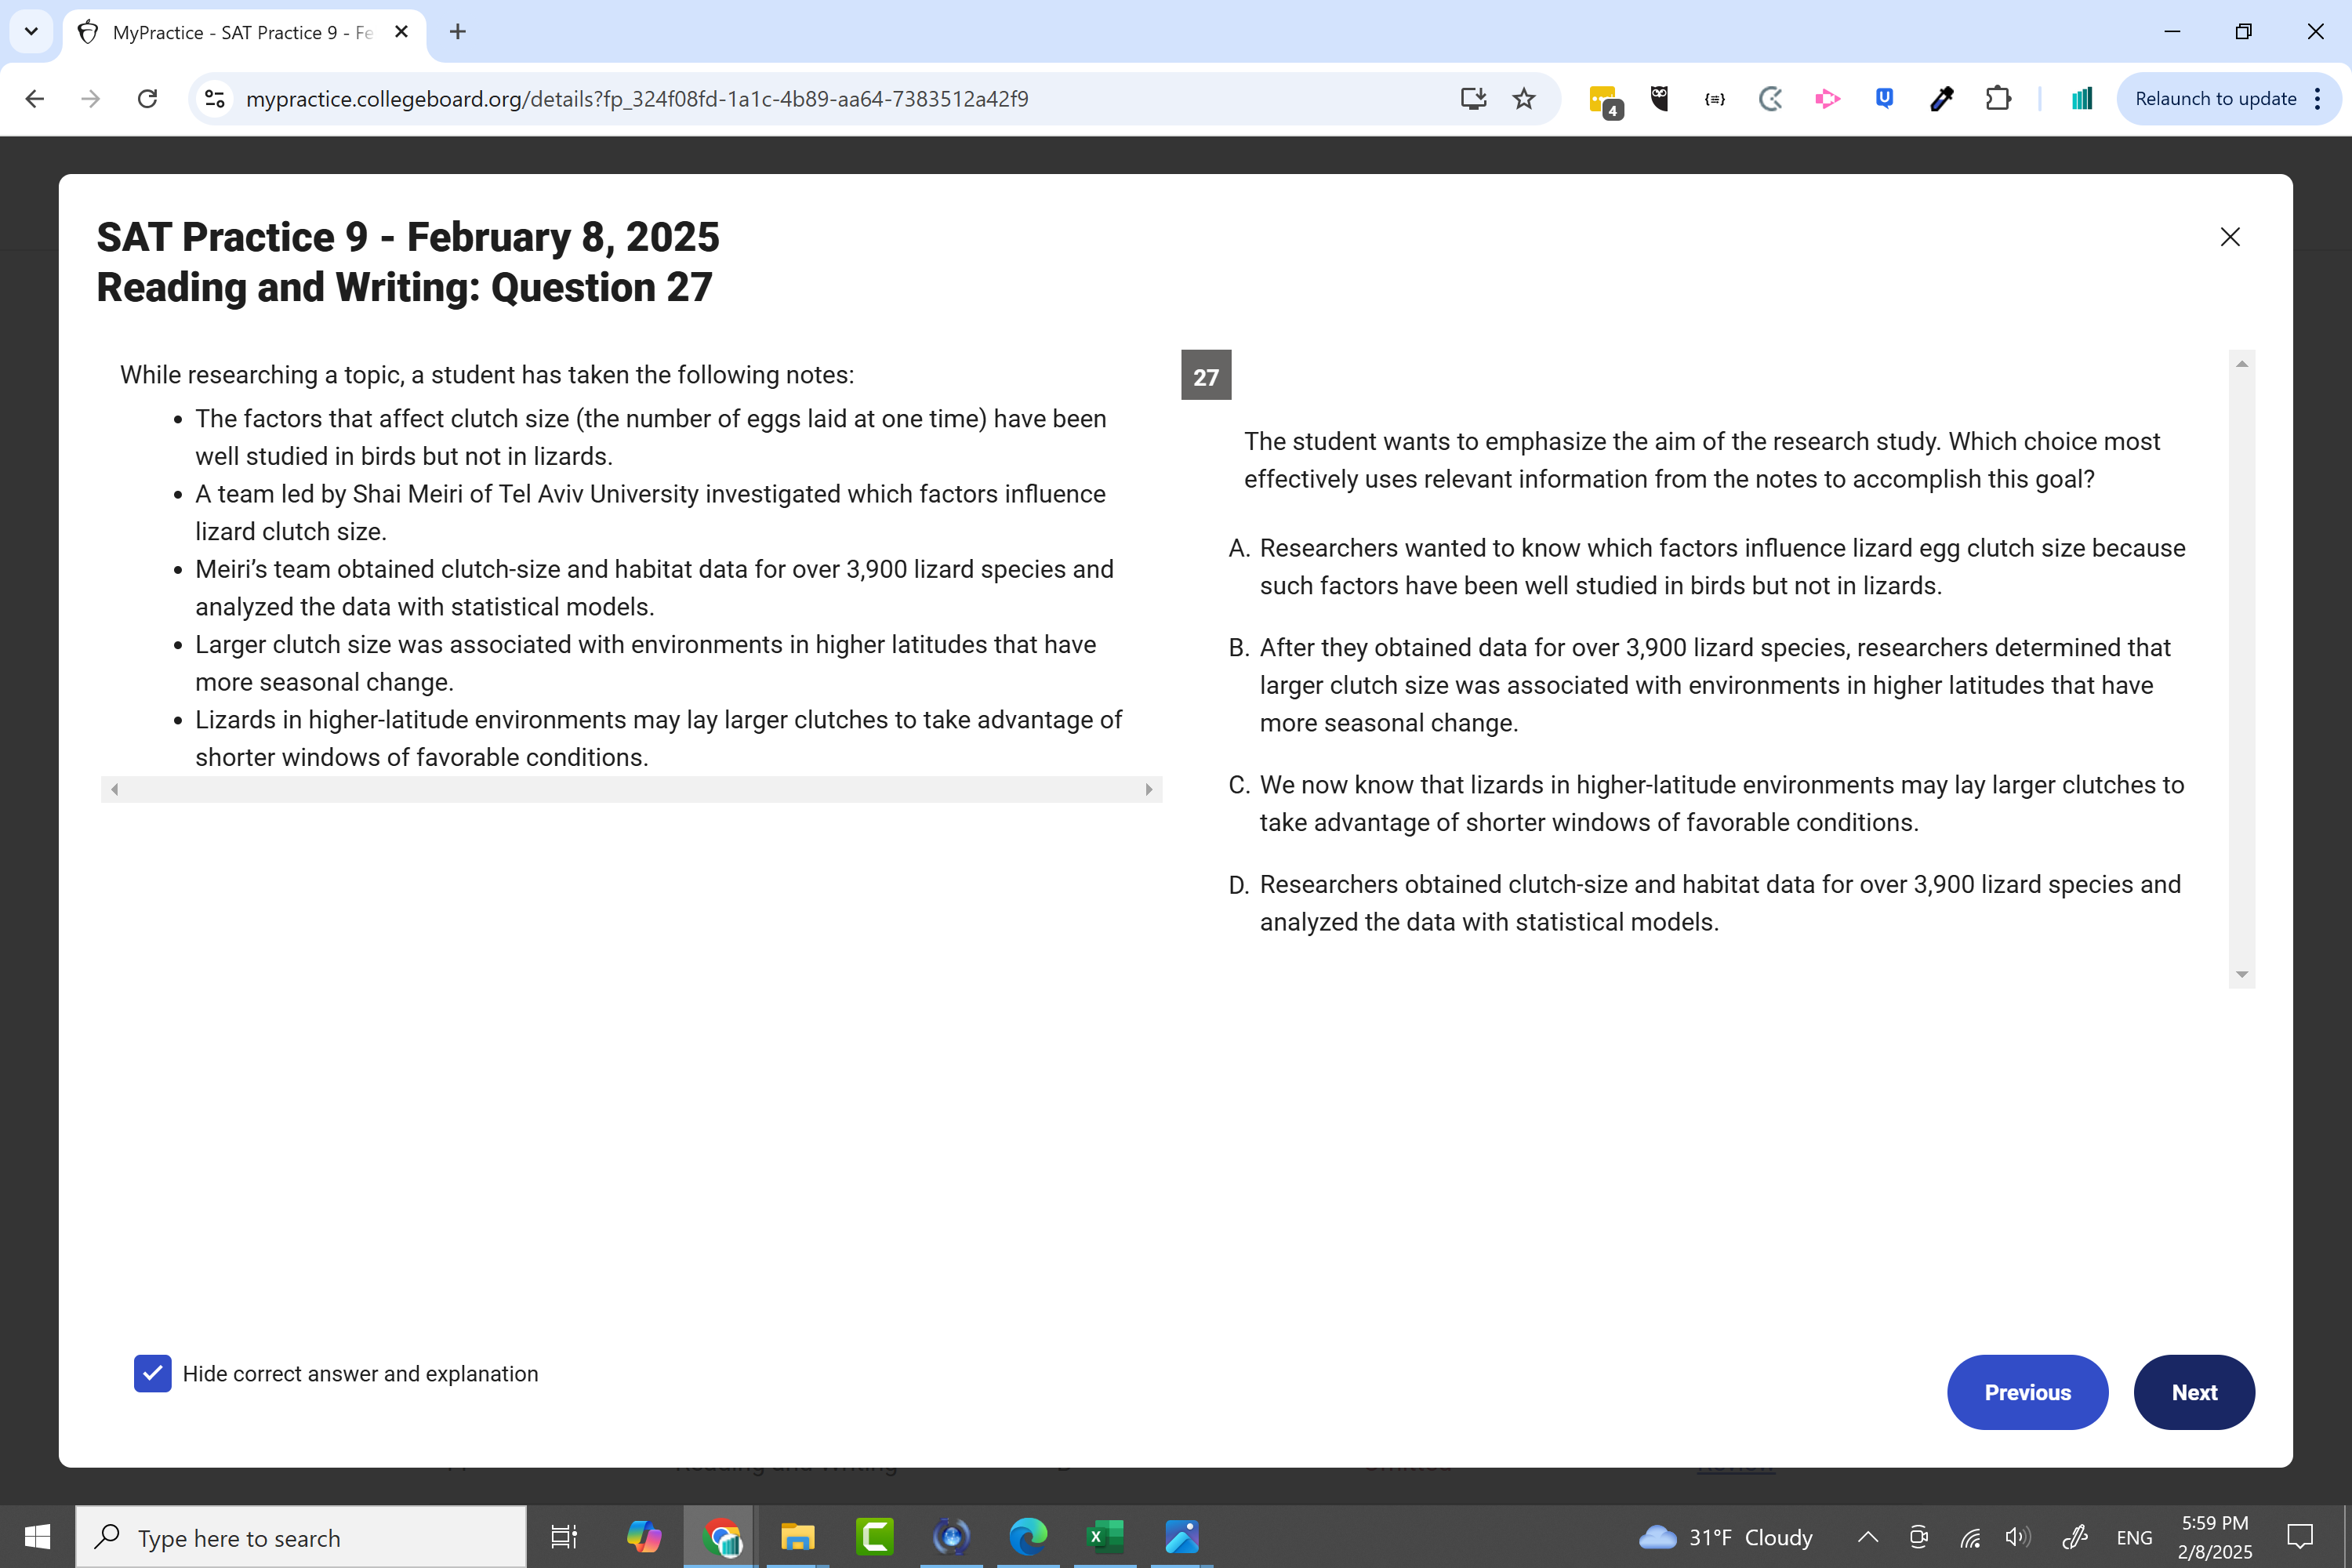 MyPractice - SAT Practice 9 - Fe
mypractice.collegeboard.org/details?fp_324f08fd-1a1c-4b89-aa64-7383512a42f9
4
Relaunch to update
SAT Practice 9 - February 8, 2025
Reading and Writing: Question 27
While researching a topic, a student has taken the following notes:
• The factors that affect clutch size (the number of eggs laid at one time) have been
well studied in birds but not in lizards.
• A team led by Shai Meiri of Tel Aviv University investigated which factors influence
lizard clutch size.
• Meiri’s team obtained clutch-size and habitat data for over 3,900 lizard species and
analyzed the data with statistical models.
• Larger clutch size was associated with environments in higher latitudes that have
more seasonal change.
• Lizards in higher-latitude environments may lay larger clutches to take advantage of
shorter windows of favorable conditions.
27
The student wants to emphasize the aim of the research study. Which choice most
effectively uses relevant information from the notes to accomplish this goal?
A. Researchers wanted to know which factors influence lizard egg clutch size because
such factors have been well studied in birds but not in lizards.
B. After they obtained data for over 3,900 lizard species, researchers determined that
larger clutch size was associated with environments in higher latitudes that have
more seasonal change.
C. We now know that lizards in higher-latitude environments may lay larger clutches to
take advantage of shorter windows of favorable conditions.
D. Researchers obtained clutch-size and habitat data for over 3,900 lizard species and
analyzed the data with statistical models.
Hide correct answer and explanation
Previous
Next
Type here to search
31°F Cloudy
ENG
5:59 PM
2/8/2025